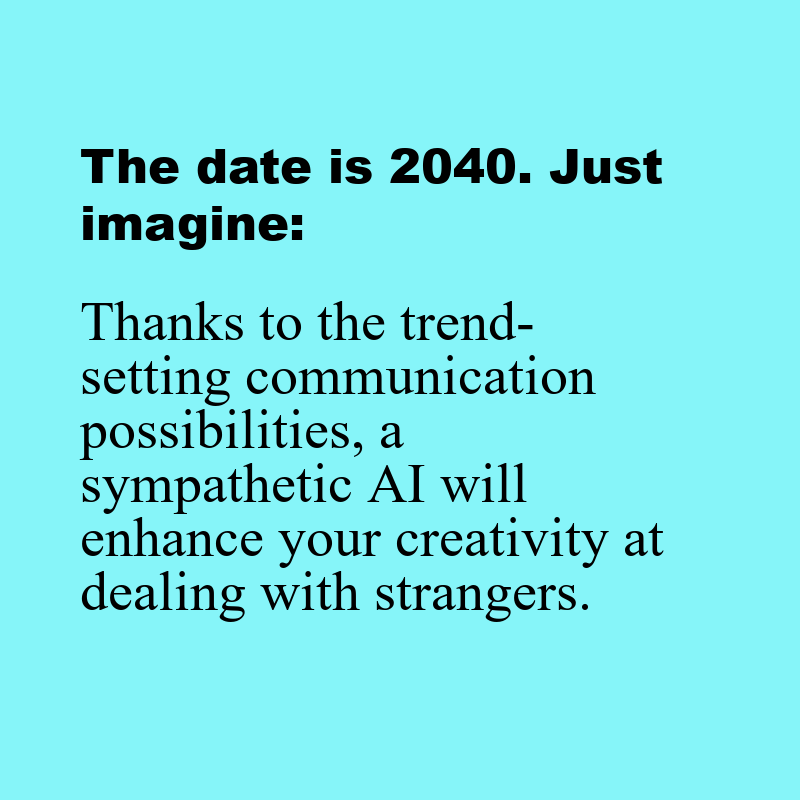 The date is 2040. Just
imagine:
Thanks to the trend-
setting communication
possibilities, a
sympathetic AI will
enhance your creativity at
dealing with strangers.